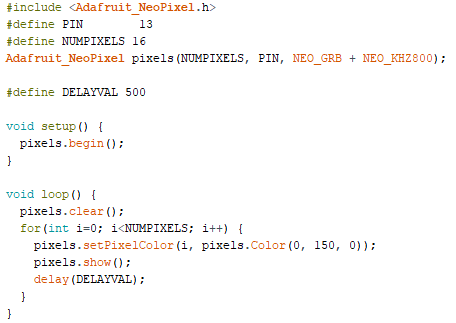 #include <Adafruit_NeoPixel.h>
#define PIN        13
#define NUMPIXELS 16
Adafruit_NeoPixel pixels(NUMPIXELS, PIN, NEO_GRB + NEO_KHZ800);

#define DELAYVAL 500

void setup() {
  pixels.begin();
}

void loop() {
  pixels.clear();
  for(int i=0; i<NUMPIXELS; i++) {
    pixels.setPixelColor(i, pixels.Color(0, 150, 0));
    pixels.show();
    delay(DELAYVAL);
  }
}